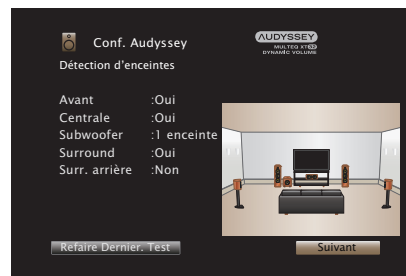 Conf. Audyssey
AUDYSSEY
MULTEQ XT32
DYNAMIC VOLUME
Détection d'enceintes
Avant :Oui
Centrale :Oui
Subwoofer :1 enceinte
Surround :Oui
Surr. arrière :Non
Refaire Dernier. Test
Suivant